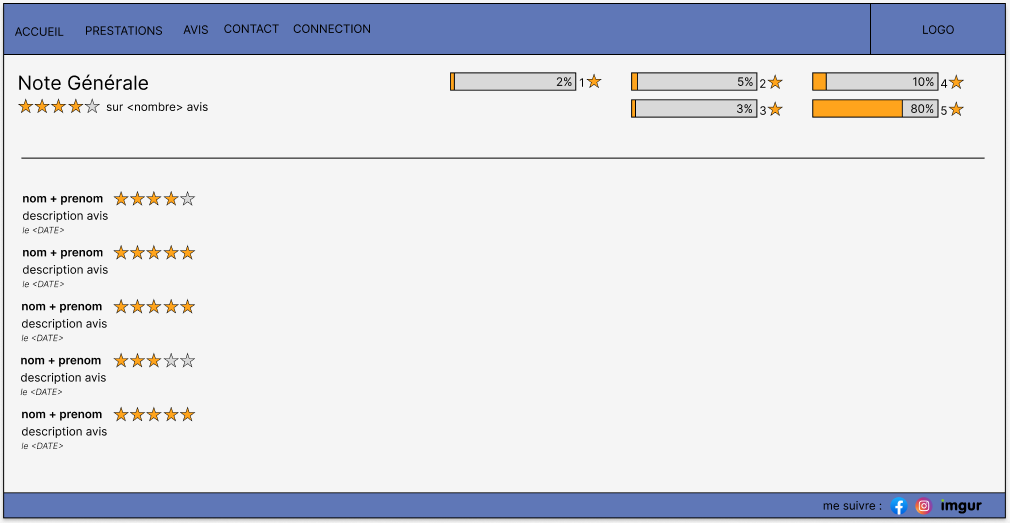 ACCUEIL PRESTATIONS AVIS CONTACT CONNECTION LOGO
Note Générale
sur <nombre> avis
2% 1
5% 2
10% 4
3% 3
80% 5
nom + prenom
description avis
le <DATE>
nom + prenom
description avis
le <DATE>
nom + prenom
description avis
le <DATE>
nom + prenom
description avis
le <DATE>
nom + prenom
description avis
le <DATE>
me suivre : imgur